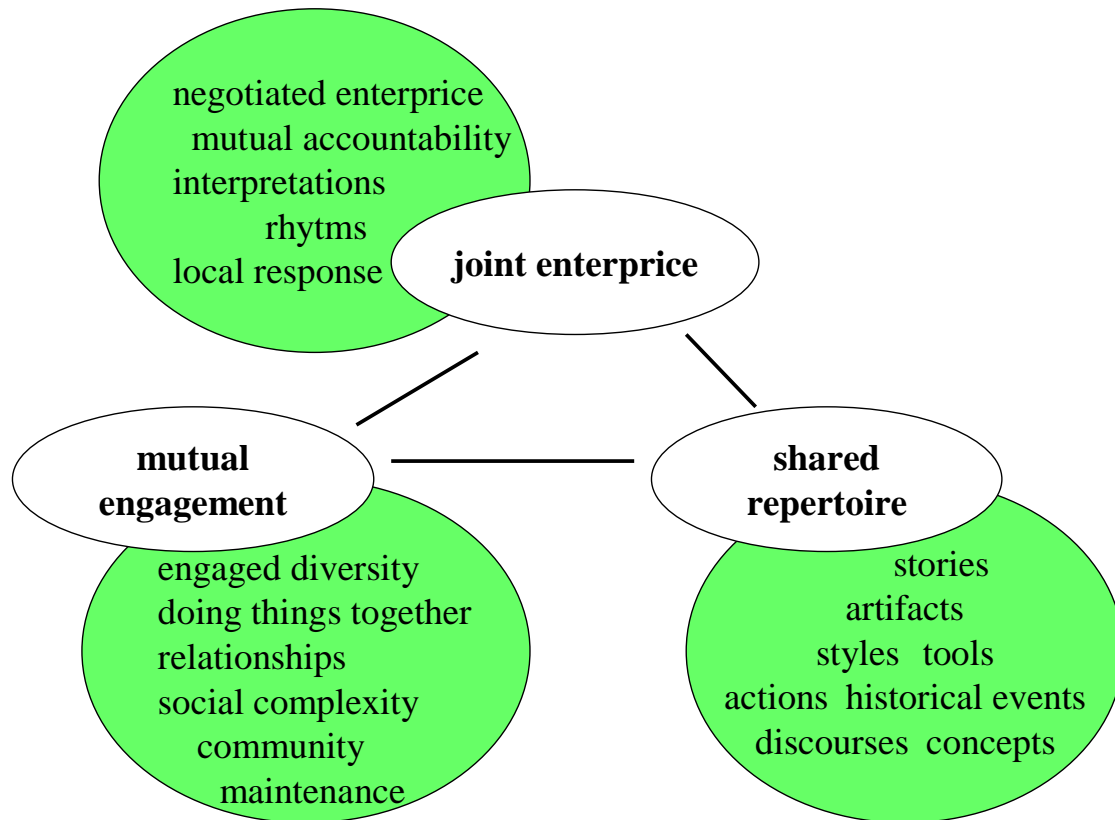 negotiated enterprice
mutual accountability
interpretations
rhytms
local response
joint enterprice
mutual
engagement
engaged diversity
doing things together
relationships
social complexity
community
maintenance
shared
repertoire
stories
artifacts
styles tools
actions historical events
discourses concepts